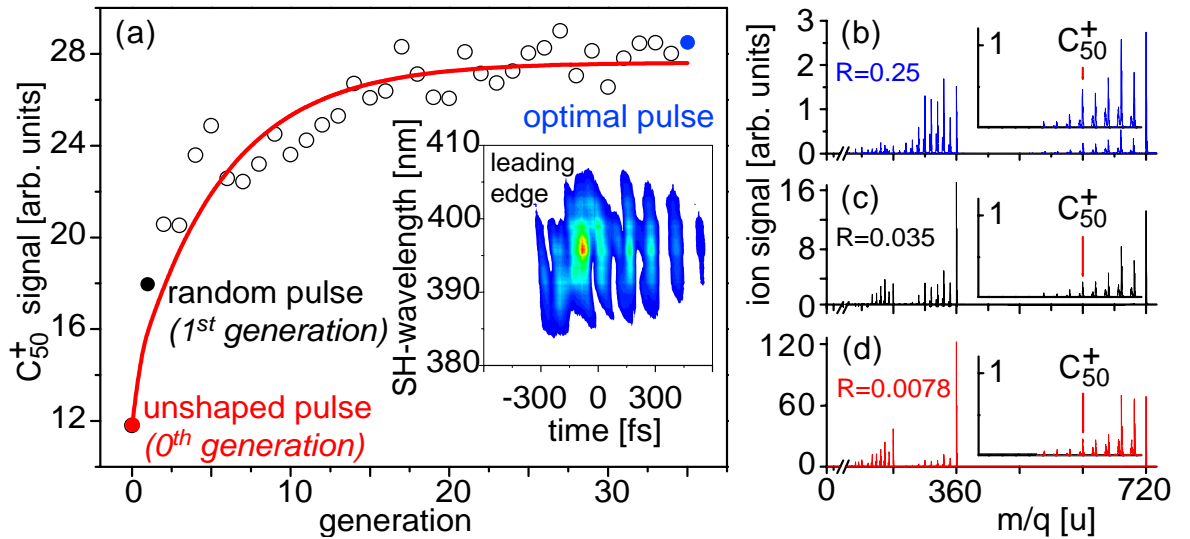 (a)
C₅₀⁺ signal [arb. units]
28
24
20
16
12
0
10
20
30
generation
optimal pulse
random pulse
(1ˢᵗ generation)
unshaped pulse
(0ᵗʰ generation)
SH-wavelength [nm]
410
400
390
380
leading
edge
-300
0
300
time [fs]
ion signal [arb. units]
(b)
R=0.25
3
2
1
0
1
C₅₀⁺
(c)
R=0.035
16
8
0
1
C₅₀⁺
(d)
R=0.0078
120
60
0
1
C₅₀⁺
0
360
720
m/q [u]